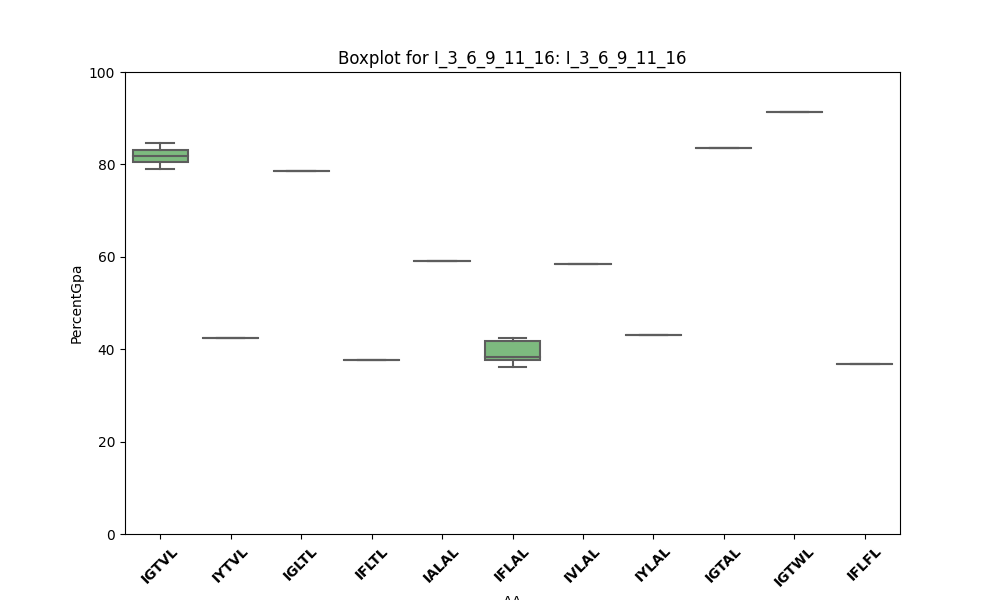 Boxplot for I_3_6_9_11_16: I_3_6_9_11_16
100
80
60
40
20
0
PercentGpa
IGTVL
IYTVL
IGLTL
IFLTL
IALAL
IFLAL
IVLAL
IYLAL
IGTAL
IGTWL
IFLFL
AA